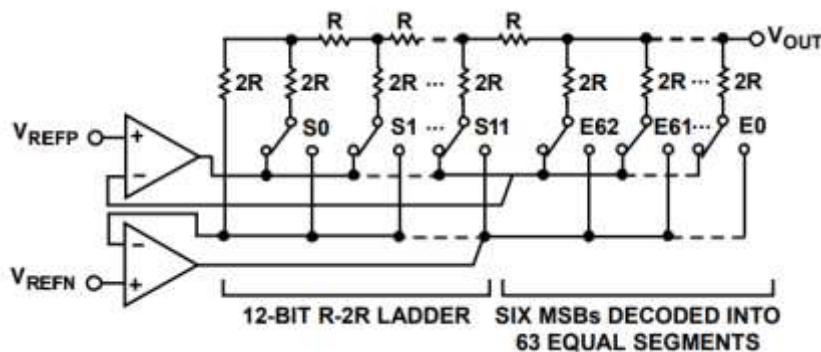 R R R
V_OUT
2R 2R 2R ... 2R 2R 2R ... 2R
V_REFP + S0 S1 ... S11 E62 E61 ... E0
−
−
V_REFN +
12-BIT R-2R LADDER SIX MSBs DECODED INTO
63 EQUAL SEGMENTS